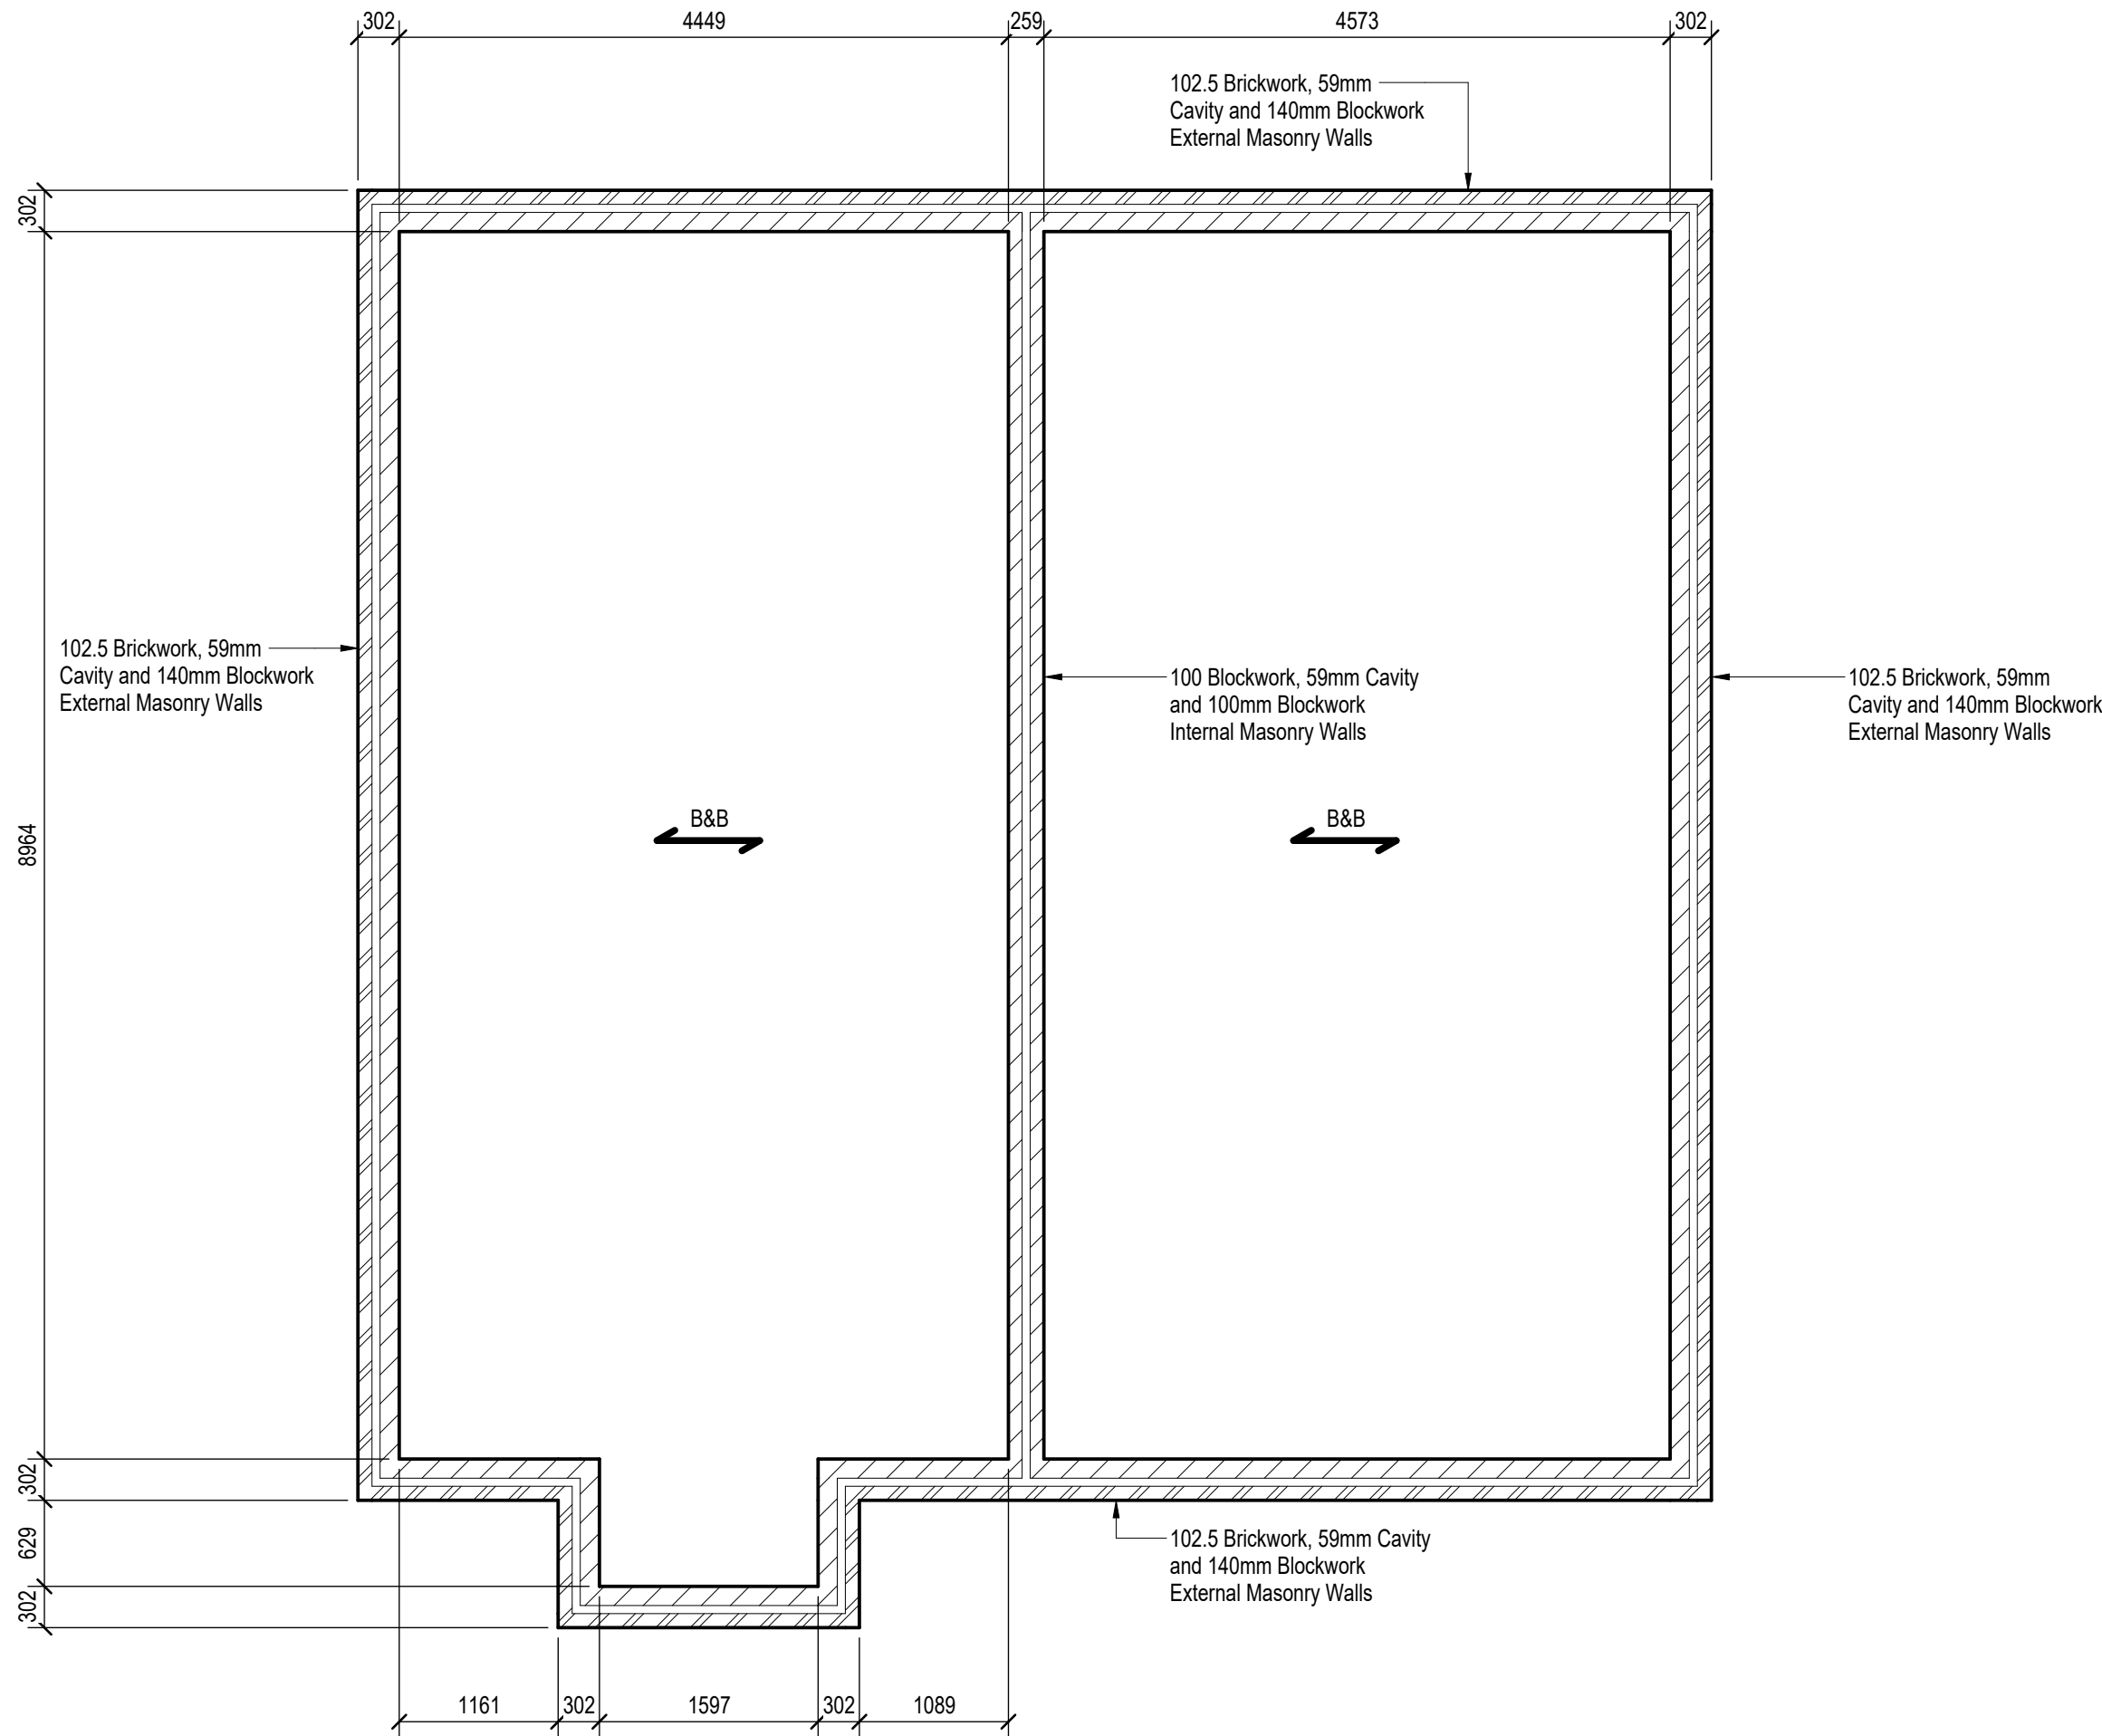 302
4449
259
4573
302
102.5 Brickwork, 59mm
Cavity and 140mm Blockwork
External Masonry Walls
302
102.5 Brickwork, 59mm
Cavity and 140mm Blockwork
External Masonry Walls
100 Blockwork, 59mm Cavity
and 100mm Blockwork
Internal Masonry Walls
102.5 Brickwork, 59mm
Cavity and 140mm Blockwork
External Masonry Walls
B&B
B&B
8964
302
629
302
102.5 Brickwork, 59mm Cavity
and 140mm Blockwork
External Masonry Walls
1161
302
1597
302
1089